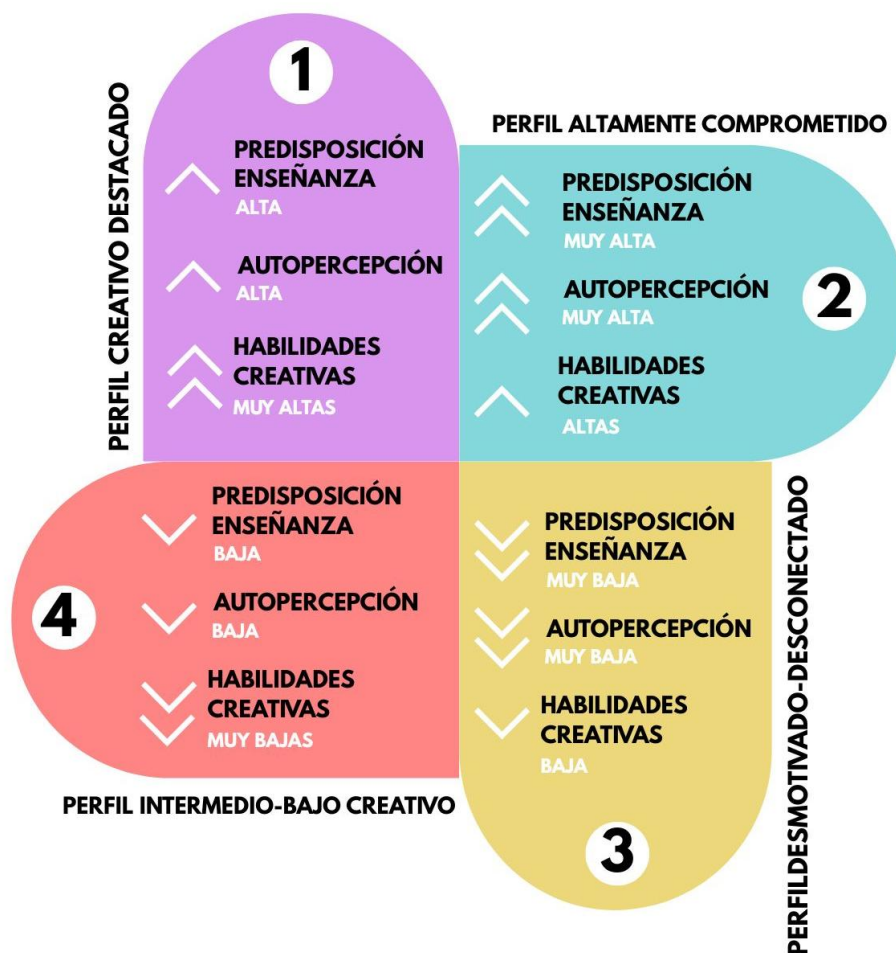 1
PERFIL CREATIVO DESTACADO
PREDISPOSICIÓN
ENSEÑANZA
ALTA
AUTOPERCEPCIÓN
ALTA
HABILIDADES
CREATIVAS
MUY ALTAS
PERFIL ALTAMENTE COMPROMETIDO
PREDISPOSICIÓN
ENSEÑANZA
MUY ALTA
AUTOPERCEPCIÓN
MUY ALTA
HABILIDADES
CREATIVAS
ALTAS
2
PREDISPOSICIÓN
ENSEÑANZA
BAJA
AUTOPERCEPCIÓN
BAJA
HABILIDADES
CREATIVAS
MUY BAJAS
4
PERFIL INTERMEDIO-BAJO CREATIVO
PREDISPOSICIÓN
ENSEÑANZA
MUY BAJA
AUTOPERCEPCIÓN
MUY BAJA
HABILIDADES
CREATIVAS
BAJA
3
PERFILDESMOTIVADO-DESCONECTADO